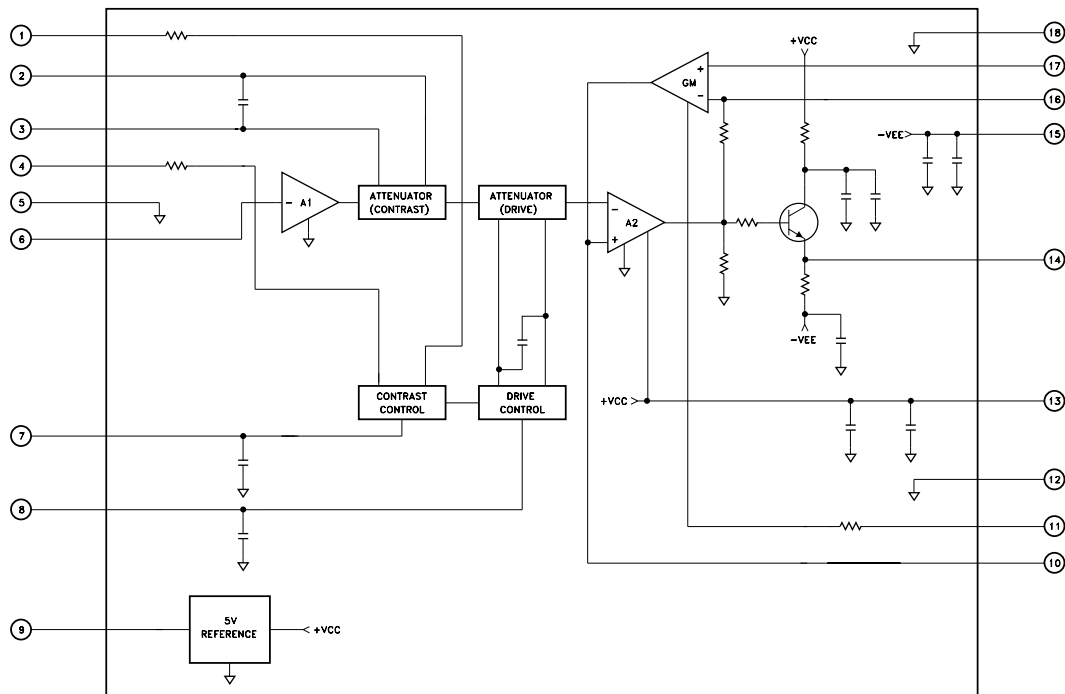 1
18
+VCC
17
+
GM
2
-
16
3
-VEE
15
4
ATTENUATOR
(CONTRAST)
ATTENUATOR
(DRIVE)
- A1
5
-
A2
+
6
14
-VEE
CONTRAST
CONTROL
DRIVE
CONTROL
+VCC
13
7
12
8
11
10
5V
REFERENCE
9
+VCC